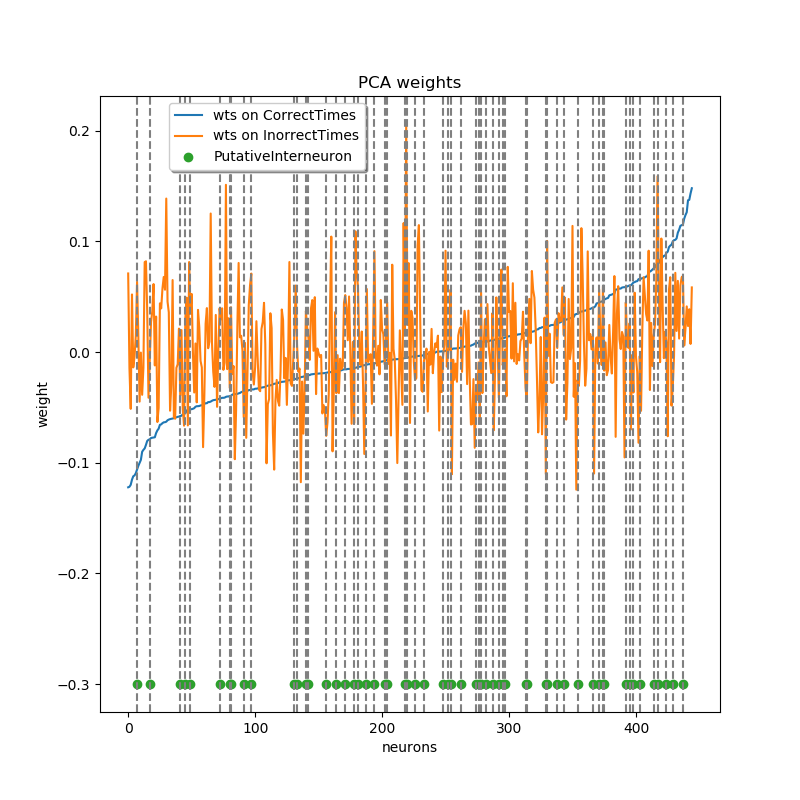 PCA weights
wts on CorrectTimes
wts on InorrectTimes
PutativeInterneuron
weight
0.2
0.1
0.0
−0.1
−0.2
−0.3
0 100 200 300 400
neurons